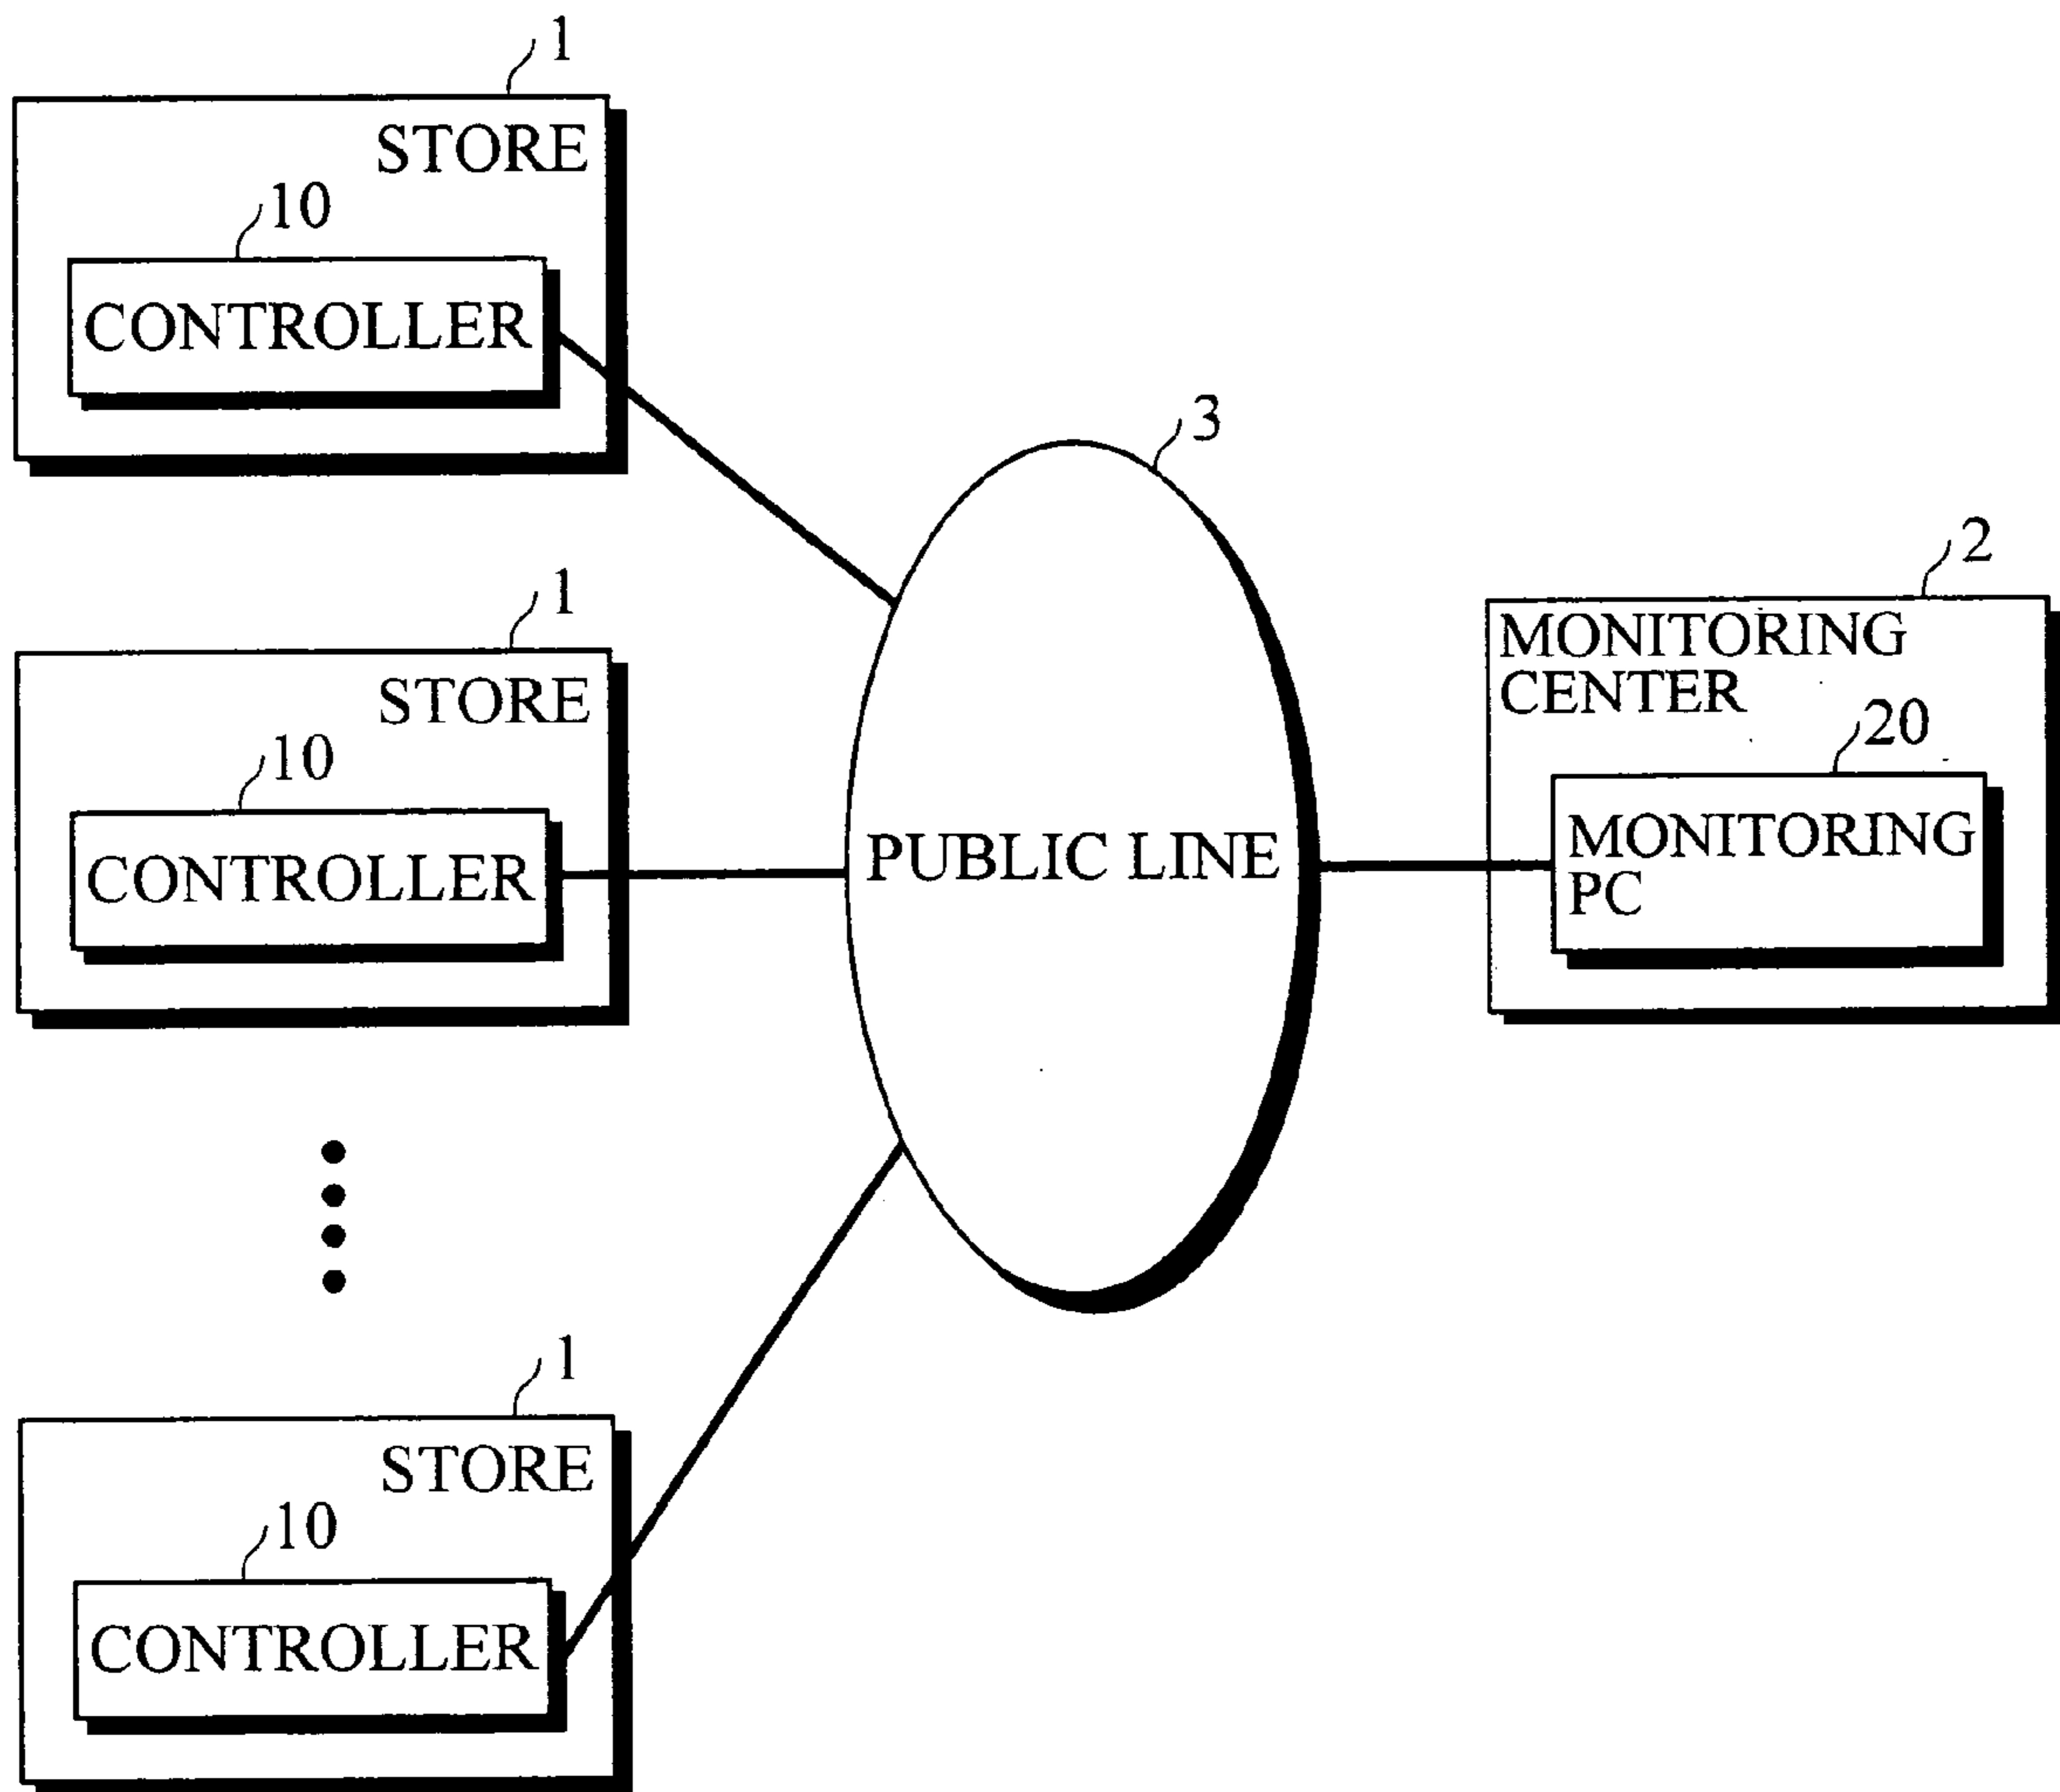 1
STORE
10
CONTROLLER
3
2
1
MONITORING
CENTER
STORE
20
10
MONITORING
PC
PUBLIC LINE
CONTROLLER
1
STORE
10
CONTROLLER